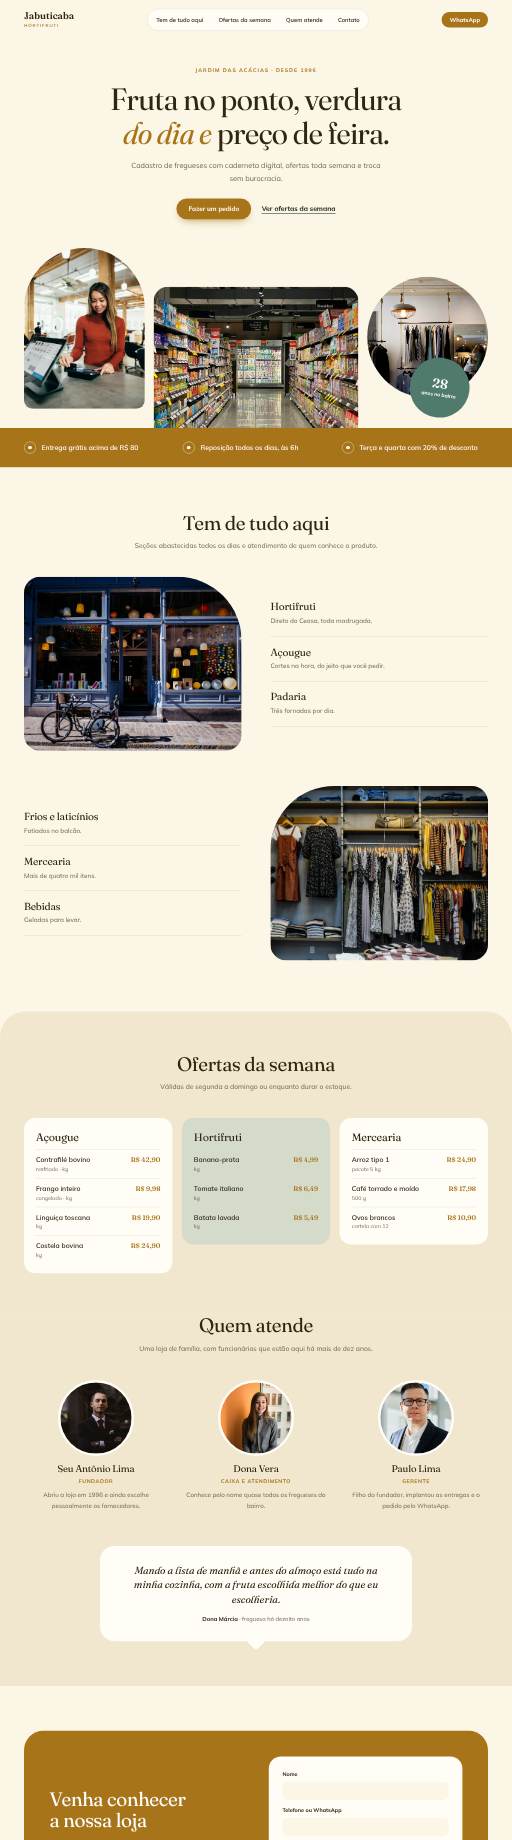 Jabuticaba
HORTIFRUTI
Tem de tudo aqui
Ofertas da semana
Quem atende
Contato
WhatsApp
JARDIM DAS ACÁCIAS · DESDE 1996
Fruta no ponto, verdura
do dia e preço de feira.
Cadastro de fregueses com caderneta digital, ofertas toda semana e troca
sem burocracia.
Fazer um pedido
Ver ofertas da semana
28
anos no bairro
Entrega grátis acima de R$ 80
Reposição todos os dias, às 6h
Terça e quarta com 20% de desconto
Tem de tudo aqui
Seções abastecidas todos os dias e atendimento de quem conhece o produto.
Hortifruti
Direto do Ceasa, toda madrugada.
Açougue
Cortes na hora, do jeito que você pedir.
Padaria
Três fornadas por dia.
Frios e laticínios
Fatiados no balcão.
Mercearia
Mais de quatro mil itens.
Bebidas
Geladas para levar.
Ofertas da semana
Válidas de segunda a domingo ou enquanto durar o estoque.
Açougue
Contrafilé bovino R$ 42,90
resfriado · kg
Frango inteiro R$ 9,98
congelado · kg
Linguiça toscana R$ 19,90
kg
Costela bovina R$ 24,90
kg
Hortifruti
Banana-prata R$ 4,99
kg
Tomate italiano R$ 6,49
kg
Batata lavada R$ 5,49
kg
Mercearia
Arroz tipo 1 R$ 24,90
pacote 5 kg
Café torrado e moído R$ 17,98
500 g
Ovos brancos R$ 10,90
cartela com 12
Quem atende
Uma loja de família, com funcionários que estão aqui há mais de dez anos.
Seu Antônio Lima
FUNDADOR
Abriu a loja em 1996 e ainda escolhe
pessoalmente os fornecedores.
Dona Vera
CAIXA E ATENDIMENTO
Conhece pelo nome quase todos os fregueses do
bairro.
Paulo Lima
GERENTE
Filho do fundador, implantou as entregas e o
pedido pelo WhatsApp.
Mando a lista de manhã e antes do almoço está tudo na
minha cozinha, com a fruta escolhida melhor do que eu
escolheria.
Dona Márcia · freguesa há dezoito anos
Venha conhecer
a nossa loja
Nome
Telefone ou WhatsApp